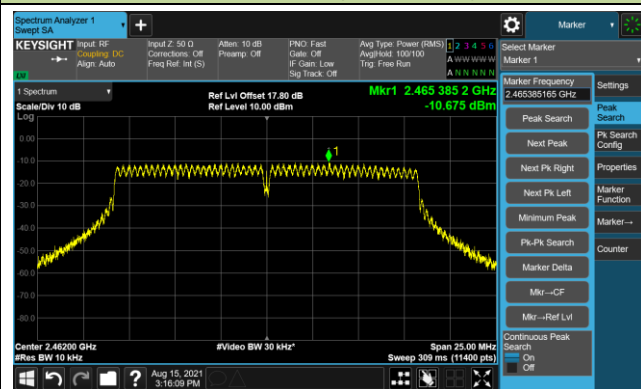 Spectrum Analyzer 1
Swept SA
Marker
KEYSIGHT
Input: RF
Coupling: DC
Align: Auto
Input Z: 50 Ω
Corrections: Off
Freq Ref: Int (S)
Atten: 10 dB
Preamp: Off
PNO: Fast
Gate: Off
IF Gain: Low
Sig Track: Off
Avg Type: Power (RMS)
Avg|Hold: 100/100
Trig: Free Run
1 2 3 4 5 6
A W W W W W
A N N N N N
Select Marker
Marker 1
LXI
1 Spectrum
Scale/Div 10 dB
Log
Ref Lvl Offset 17.80 dB
Ref Level 10.00 dBm
Mkr1 2.465 385 2 GHz
-10.675 dBm
1
0.00
-10.0
-20.0
-30.0
-40.0
-50.0
-60.0
-70.0
-80.0
Center 2.46200 GHz
#Res BW 10 kHz
#Video BW 30 kHz*
Span 25.00 MHz
Sweep 309 ms (11400 pts)
Marker Frequency
2.465385165 GHz
Peak Search
Next Peak
Next Pk Right
Next Pk Left
Minimum Peak
Pk-Pk Search
Marker Delta
Mkr→CF
Mkr→Ref Lvl
Continuous Peak
Search
On
Off
Settings
Peak
Search
Pk Search
Config
Properties
Marker
Function
Marker→
Counter
Aug 15, 2021
3:16:09 PM